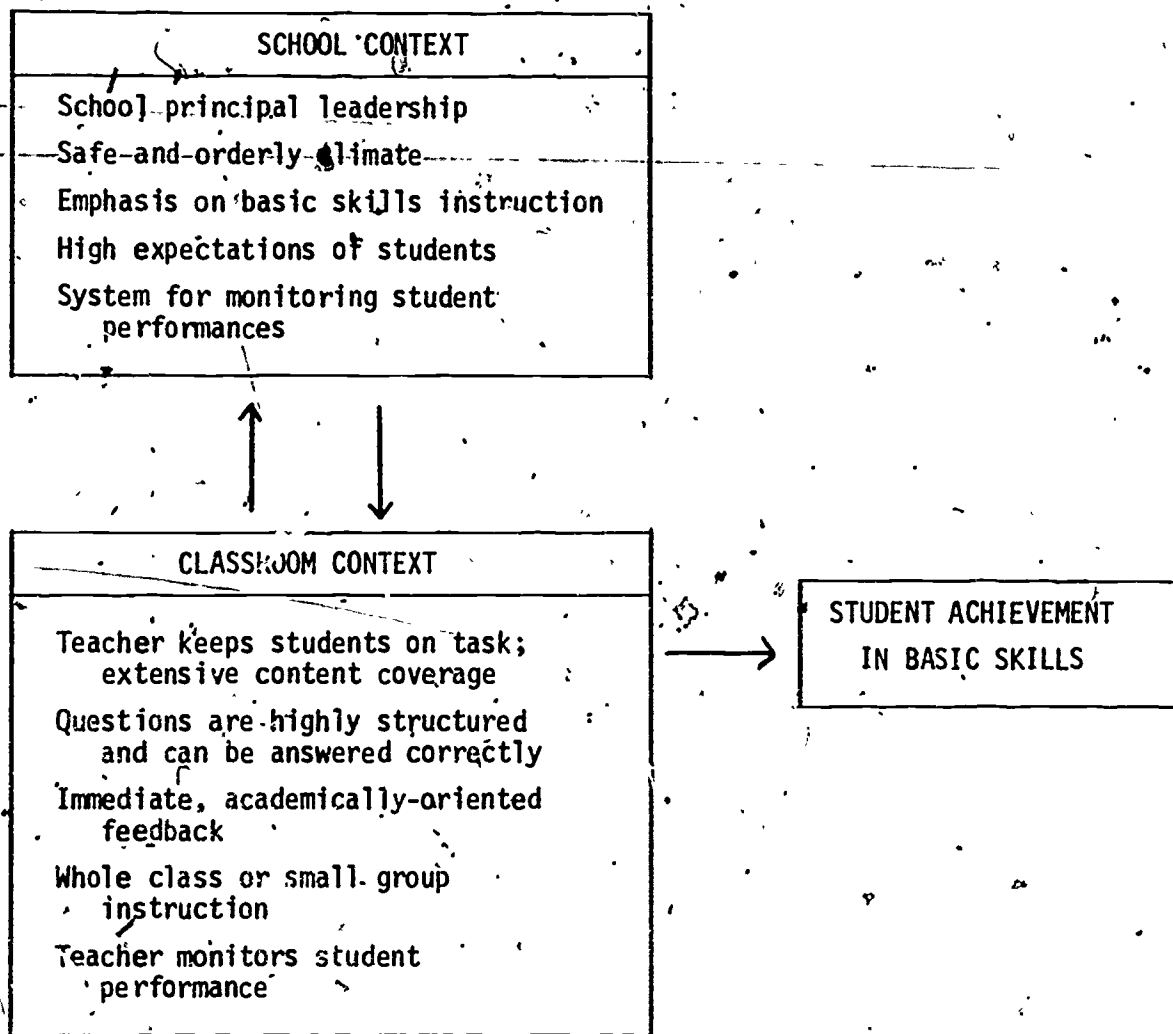 SCHOOL CONTEXT
School principal leadership
Safe-and-orderly climate
Emphasis on basic skills instruction
High expectations of students
System for monitoring student
performances
CLASSROOM CONTEXT
Teacher keeps students on task;
extensive content coverage
Questions are highly structured
and can be answered correctly
Immediate, academically-oriented
feedback
Whole class or small group
instruction
Teacher monitors student
performance
STUDENT ACHIEVEMENT
IN BASIC SKILLS